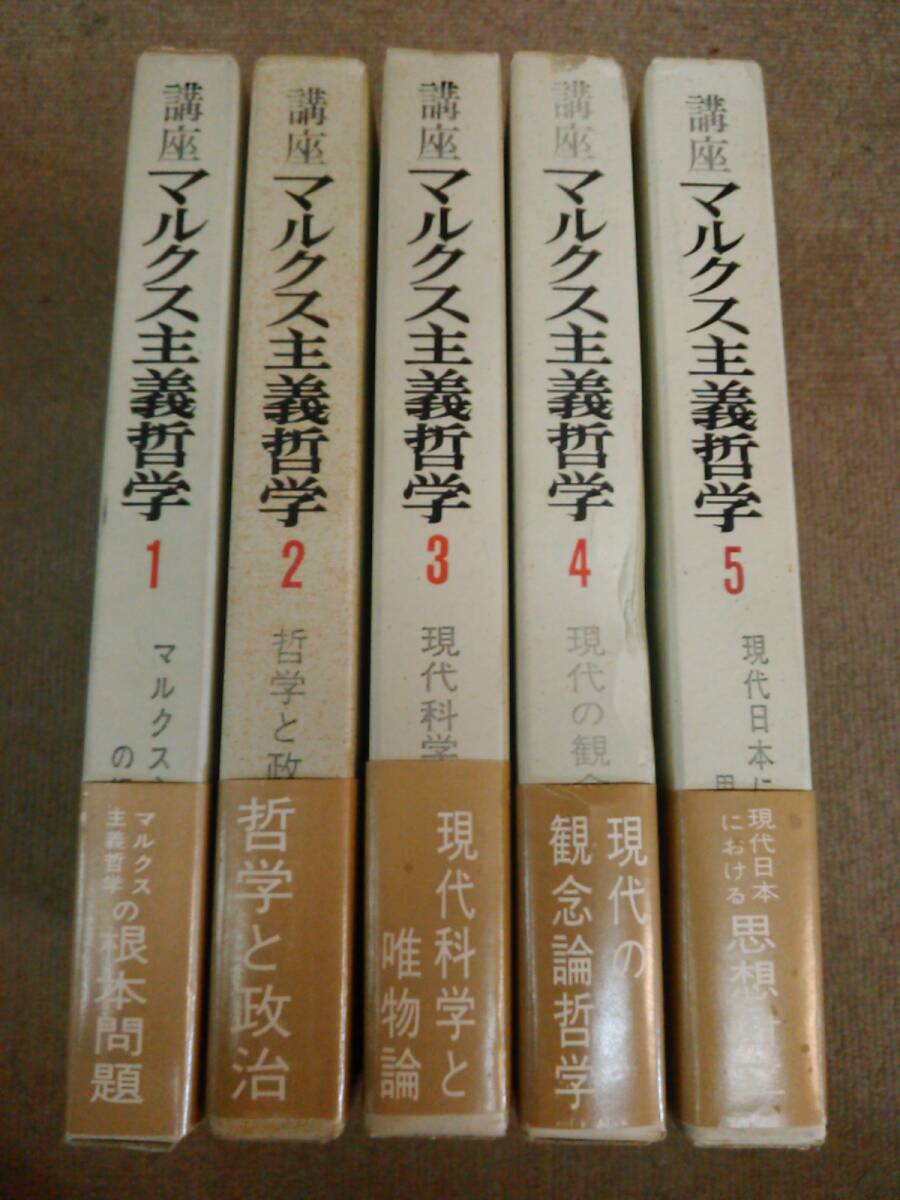 講座
マルクス主義哲学
1
マルクス
の
マルクス
主義哲学
の根本問題
講座
マルクス主義哲学
2
哲学と政
哲学と政治
講座
マルクス主義哲学
3
現代科学
現代科学と
唯物論
講座
マルクス主義哲学
4
現代の観念
現代の
観念論哲学
講座
マルクス主義哲学
5
現代日本に
思
現代日本
における
思想